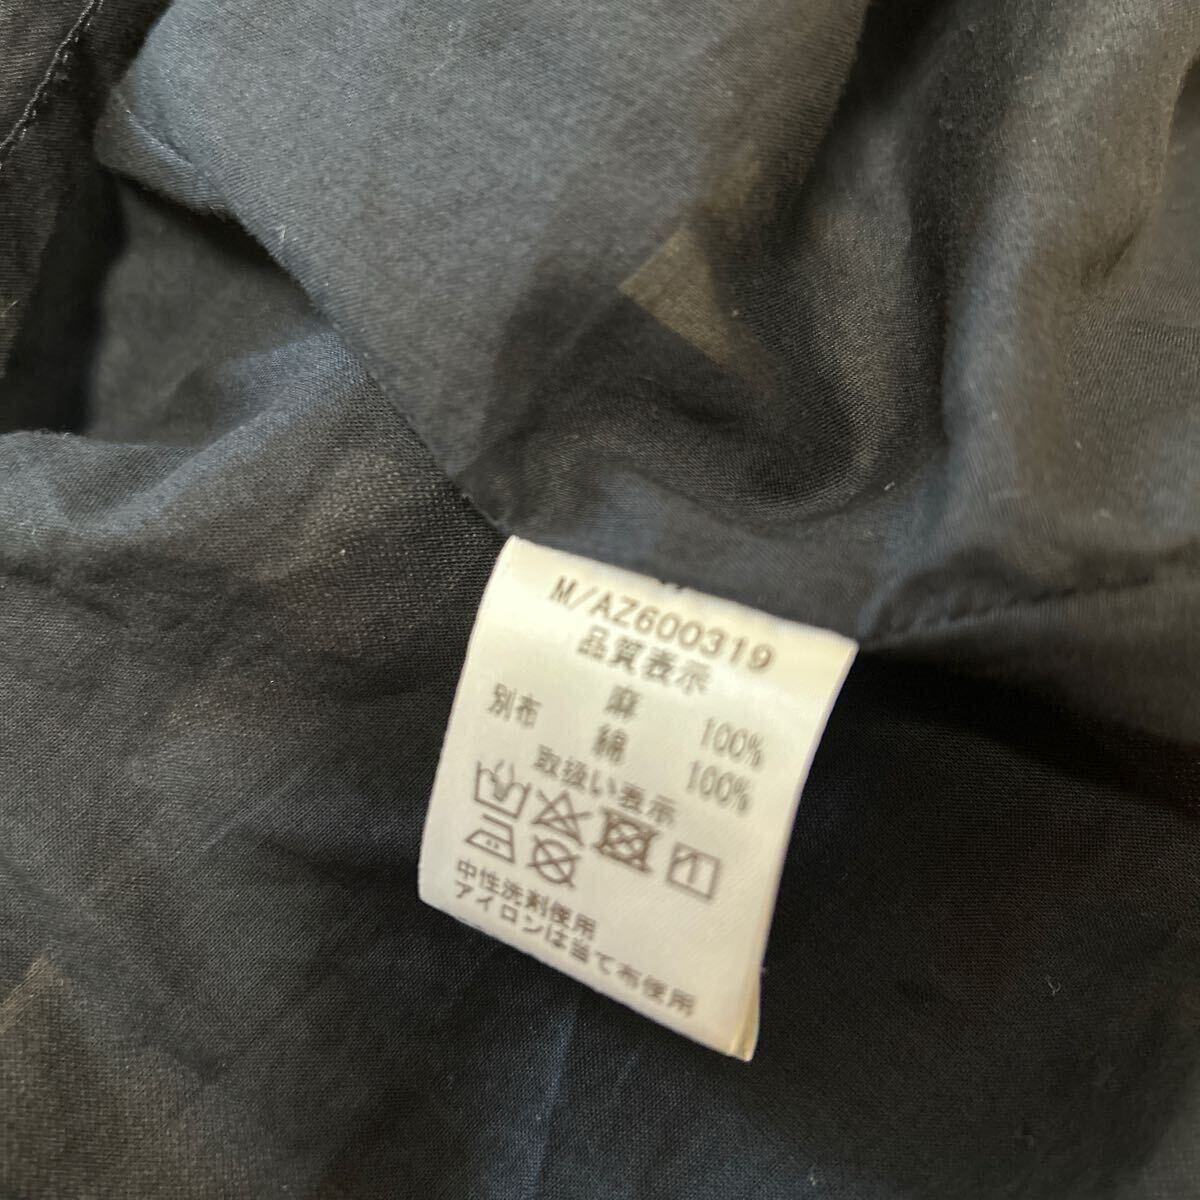 M/AZ600319
品質表示
麻 100%
別布 綿 100%
取扱い表示
中性洗剤使用
アイロンは当て布使用